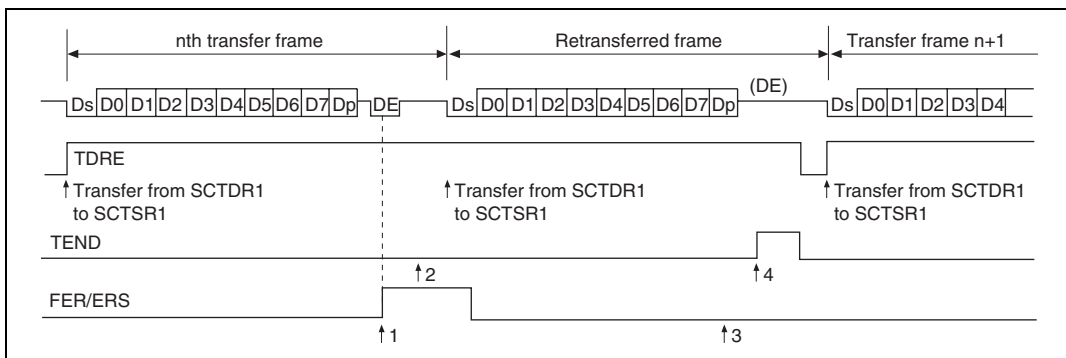 nth transfer frame Retransferred frame Transfer frame n+1
(DE)
Ds D0 D1 D2 D3 D4 D5 D6 D7 Dp DE Ds D0 D1 D2 D3 D4 D5 D6 D7 Dp Ds D0 D1 D2 D3 D4
TDRE
Transfer from SCTDR1 Transfer from SCTDR1 Transfer from SCTDR1
to SCTSR1 to SCTSR1 to SCTSR1
TEND
2 4
FER/ERS
1 3